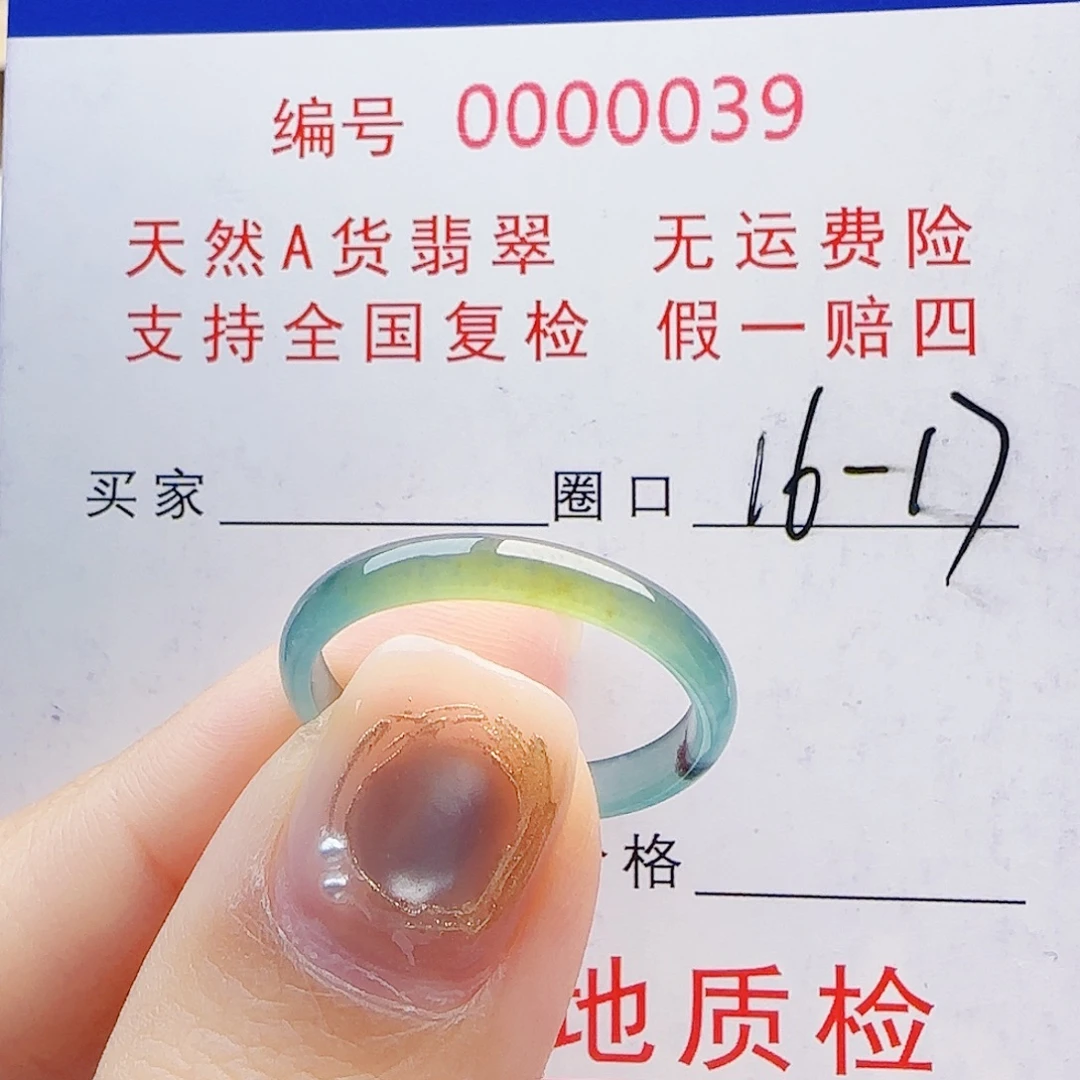 编号 0000039
天然A货翡翠 无运费险
支持全国复检 假一赔四
买家 圈口 16-17
格
地质检